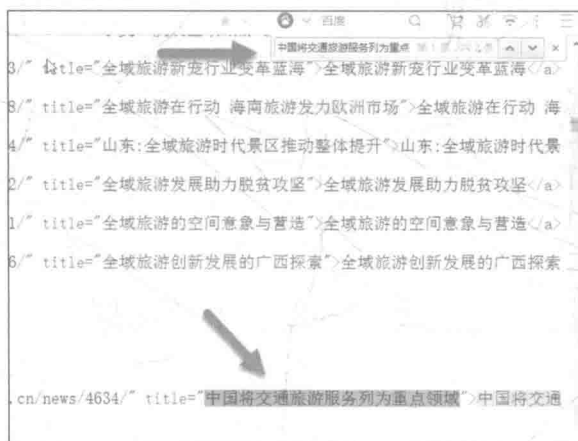 百度
中国将交通旅游服务列为重点
3/" title="全域旅游新宠行业变革蓝海">全域旅游新宠行业变革蓝海</a>
8/" title="全域旅游在行动 海南旅游发力欧洲市场">全域旅游在行动 海
4/" title="山东:全域旅游时代景区推动整体提升">山东:全域旅游时代景
2/" title="全域旅游发展助力脱贫攻坚">全域旅游发展助力脱贫攻坚</a>
1/" title="全域旅游的空间意象与营造">全域旅游的空间意象与营造</a>
6/" title="全域旅游创新发展的广西探索">全域旅游创新发展的广西探索
.cn/news/4634/" title="中国将交通旅游服务列为重点领域">中国将交通